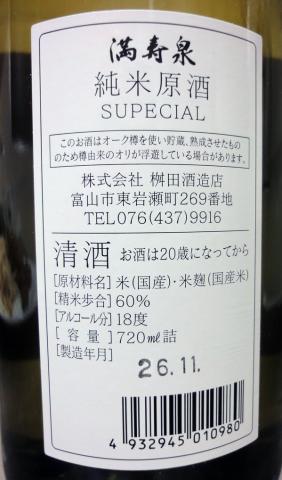 満寿泉
純米原酒
SUPECIAL
このお酒はオーク樽を使い貯蔵、熟成させたもの
のため樽由来のオリが浮遊している場合があります。
株式会社 桝田酒造店
富山市東岩瀬町269番地
TEL076(437)9916
清酒 お酒は20歳になってから
[原材料名] 米(国産)・米麹(国産米)
[精米歩合] 60%
[アルコール分] 18度
[容量] 720㎖詰
[製造年月]
26.11.
4 932945 010980